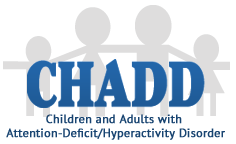 CHADD
Children and Adults with
Attention-Deficit/Hyperactivity Disorder